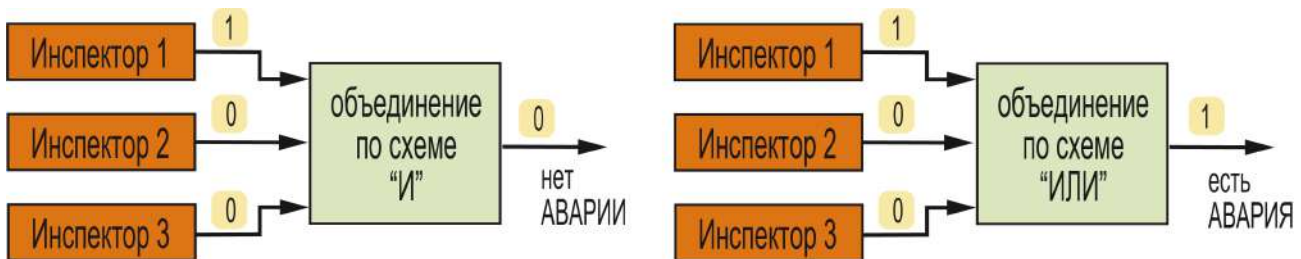 1
Инспектор 1
0
Инспектор 2
0
Инспектор 3
объединение
по схеме
“И”
0
нет
АВАРИИ
1
Инспектор 1
0
Инспектор 2
0
Инспектор 3
объединение
по схеме
“ИЛИ”
1
есть
АВАРИЯ